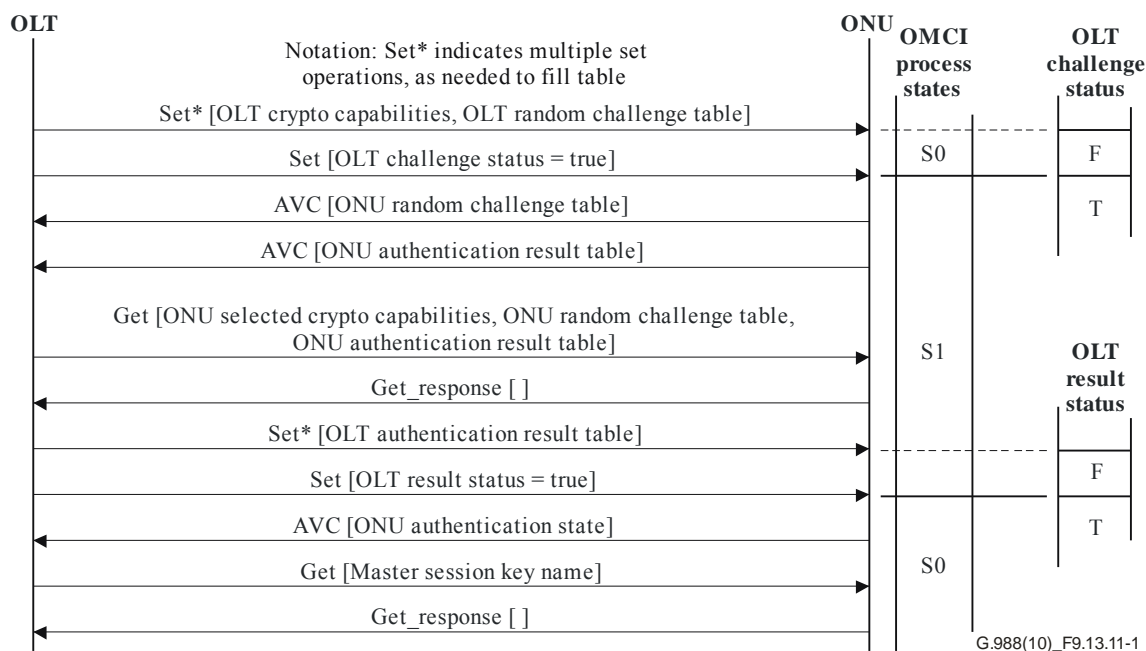 OLT
ONU
OMCI
process
states
OLT
challenge
status
Notation: Set* indicates multiple set
operations, as needed to fill table
Set* [OLT crypto capabilities, OLT random challenge table]
Set [OLT challenge status = true]
S0
F
AVC [ONU random challenge table]
T
AVC [ONU authentication result table]
Get [ONU selected crypto capabilities, ONU random challenge table,
ONU authentication result table]
S1
OLT
result
status
Get_response [ ]
Set* [OLT authentication result table]
Set [OLT result status = true]
F
AVC [ONU authentication state]
T
Get [Master session key name]
S0
Get_response [ ]
G.988(10)_F9.13.11-1